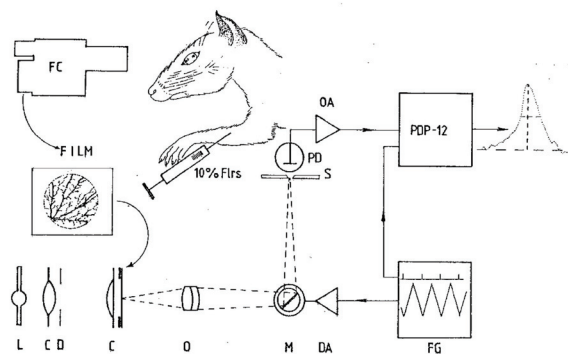 FC
OA
PDP-12
FILM
PD
S
10% Flrs
L C D C O M DA FG